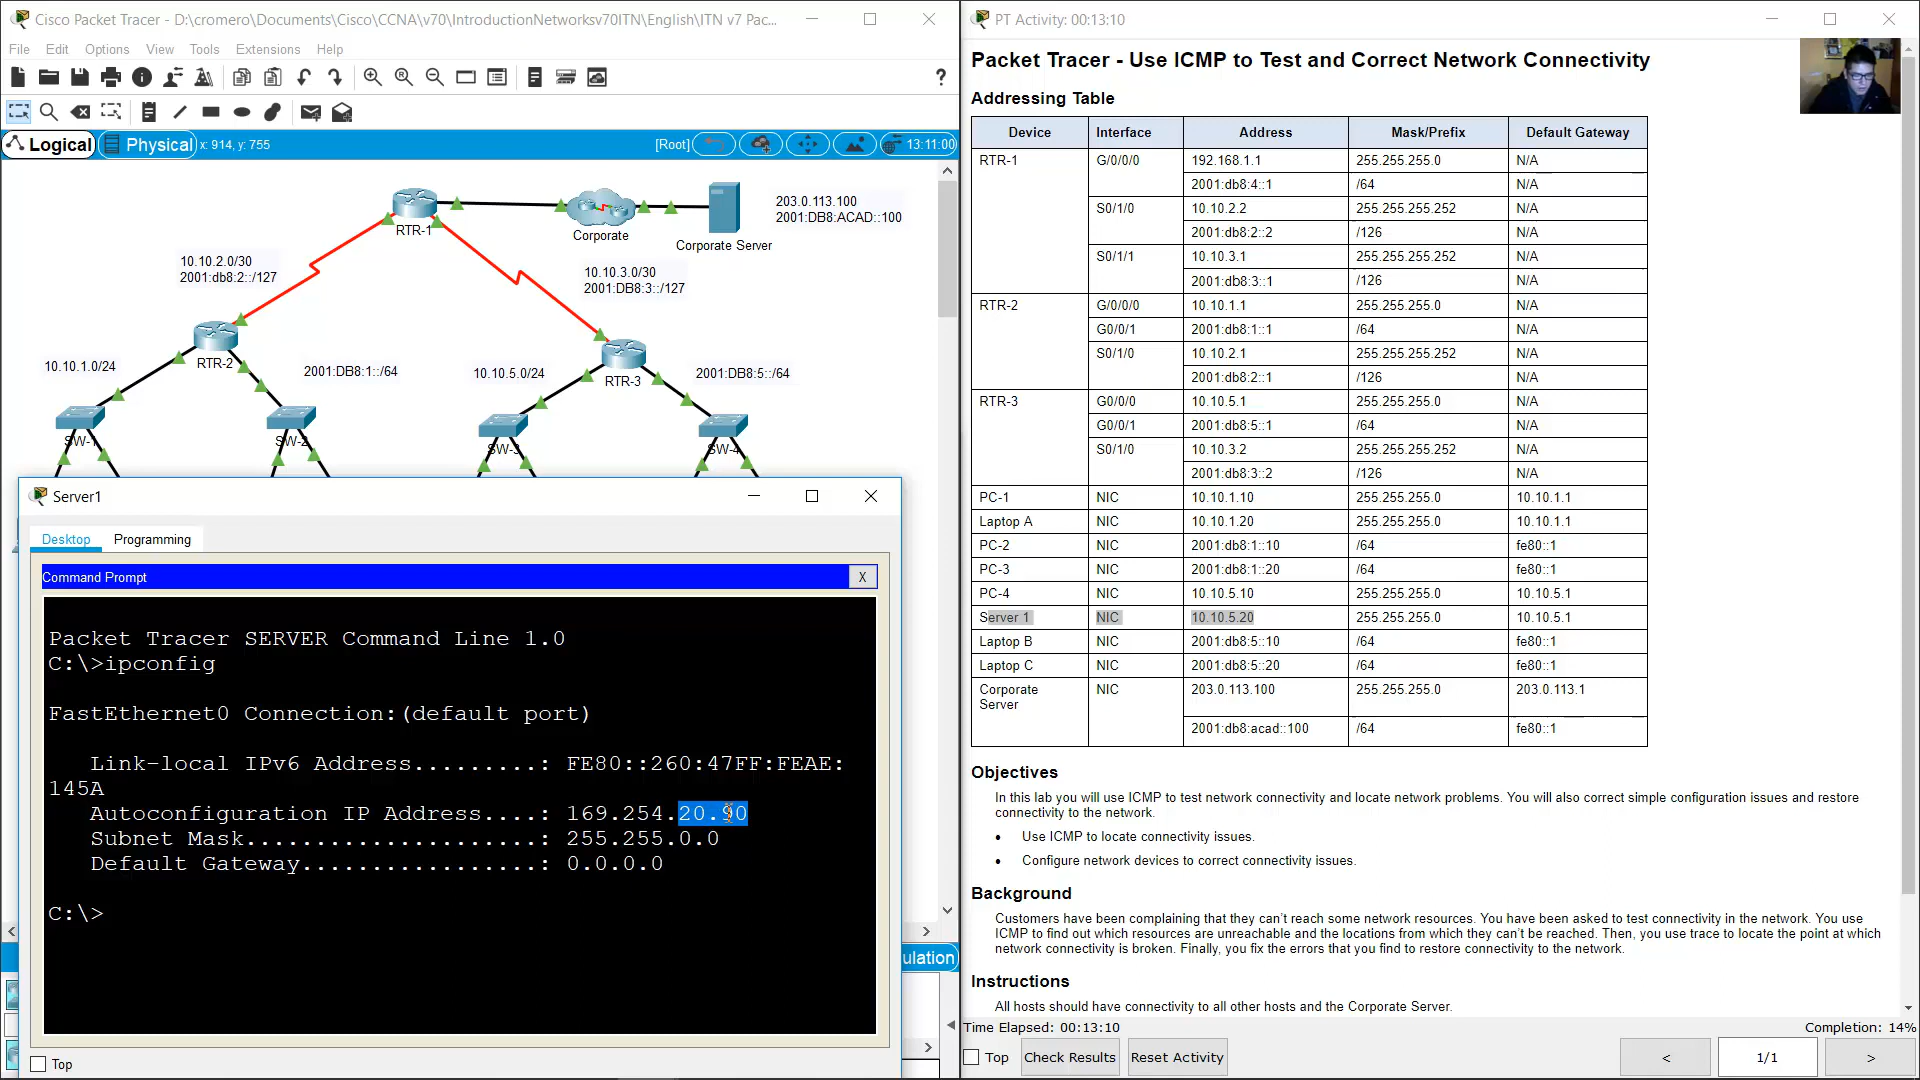 Cisco Packet Tracer - D:\cromero\Documents\Cisco\CCNA\v70\IntroductionNetworksv70ITN\English\ITN v7 Pac...
File Edit Options View Tools Extensions Help
?
Logical Physical x: 914, y: 755 [Root] 13:11:00
203.0.113.100
2001:DB8:ACAD::100
RTR-1
Corporate
Corporate Server
10.10.2.0/30
2001:db8:2::/127
10.10.3.0/30
2001:DB8:3::/127
RTR-2
10.10.1.0/24
2001:DB8:1::/64
RTR-3
10.10.5.0/24
2001:DB8:5::/64
SW-1
SW-2
SW-3
SW-4
Server1
Desktop Programming
Command Prompt X
Packet Tracer SERVER Command Line 1.0
C:\>ipconfig
FastEthernet0 Connection:(default port)
Link-local IPv6 Address.........: FE80::260:47FF:FEAE:
145A
Autoconfiguration IP Address....: 169.254.20.90
Subnet Mask.....................: 255.255.0.0
Default Gateway.................: 0.0.0.0
C:\>
Top
ulation
PT Activity: 00:13:10
Packet Tracer - Use ICMP to Test and Correct Network Connectivity
Addressing Table
Device Interface Address Mask/Prefix Default Gateway
RTR-1 G/0/0/0 192.168.1.1 255.255.255.0 N/A
2001:db8:4::1 /64 N/A
S0/1/0 10.10.2.2 255.255.255.252 N/A
2001:db8:2::2 /126 N/A
S0/1/1 10.10.3.1 255.255.255.252 N/A
2001:db8:3::1 /126 N/A
RTR-2 G/0/0/0 10.10.1.1 255.255.255.0 N/A
G0/0/1 2001:db8:1::1 /64 N/A
S0/1/0 10.10.2.1 255.255.255.252 N/A
2001:db8:2::1 /126 N/A
RTR-3 G0/0/0 10.10.5.1 255.255.255.0 N/A
G0/0/1 2001:db8:5::1 /64 N/A
S0/1/0 10.10.3.2 255.255.255.252 N/A
2001:db8:3::2 /126 N/A
PC-1 NIC 10.10.1.10 255.255.255.0 10.10.1.1
Laptop A NIC 10.10.1.20 255.255.255.0 10.10.1.1
PC-2 NIC 2001:db8:1::10 /64 fe80::1
PC-3 NIC 2001:db8:1::20 /64 fe80::1
PC-4 NIC 10.10.5.10 255.255.255.0 10.10.5.1
Server 1 NIC 10.10.5.20 255.255.255.0 10.10.5.1
Laptop B NIC 2001:db8:5::10 /64 fe80::1
Laptop C NIC 2001:db8:5::20 /64 fe80::1
Corporate NIC 203.0.113.100 255.255.255.0 203.0.113.1
Server
2001:db8:acad::100 /64 fe80::1
Objectives
In this lab you will use ICMP to test network connectivity and locate network problems. You will also correct simple configuration issues and restore
connectivity to the network.
• Use ICMP to locate connectivity issues.
• Configure network devices to correct connectivity issues.
Background
Customers have been complaining that they can't reach some network resources. You have been asked to test connectivity in the network. You use
ICMP to find out which resources are unreachable and the locations from which they can't be reached. Then, you use trace to locate the point at which
network connectivity is broken. Finally, you fix the errors that you find to restore connectivity to the network.
Instructions
All hosts should have connectivity to all other hosts and the Corporate Server.
Time Elapsed: 00:13:10 Completion: 14%
Top Check Results Reset Activity < 1/1 >